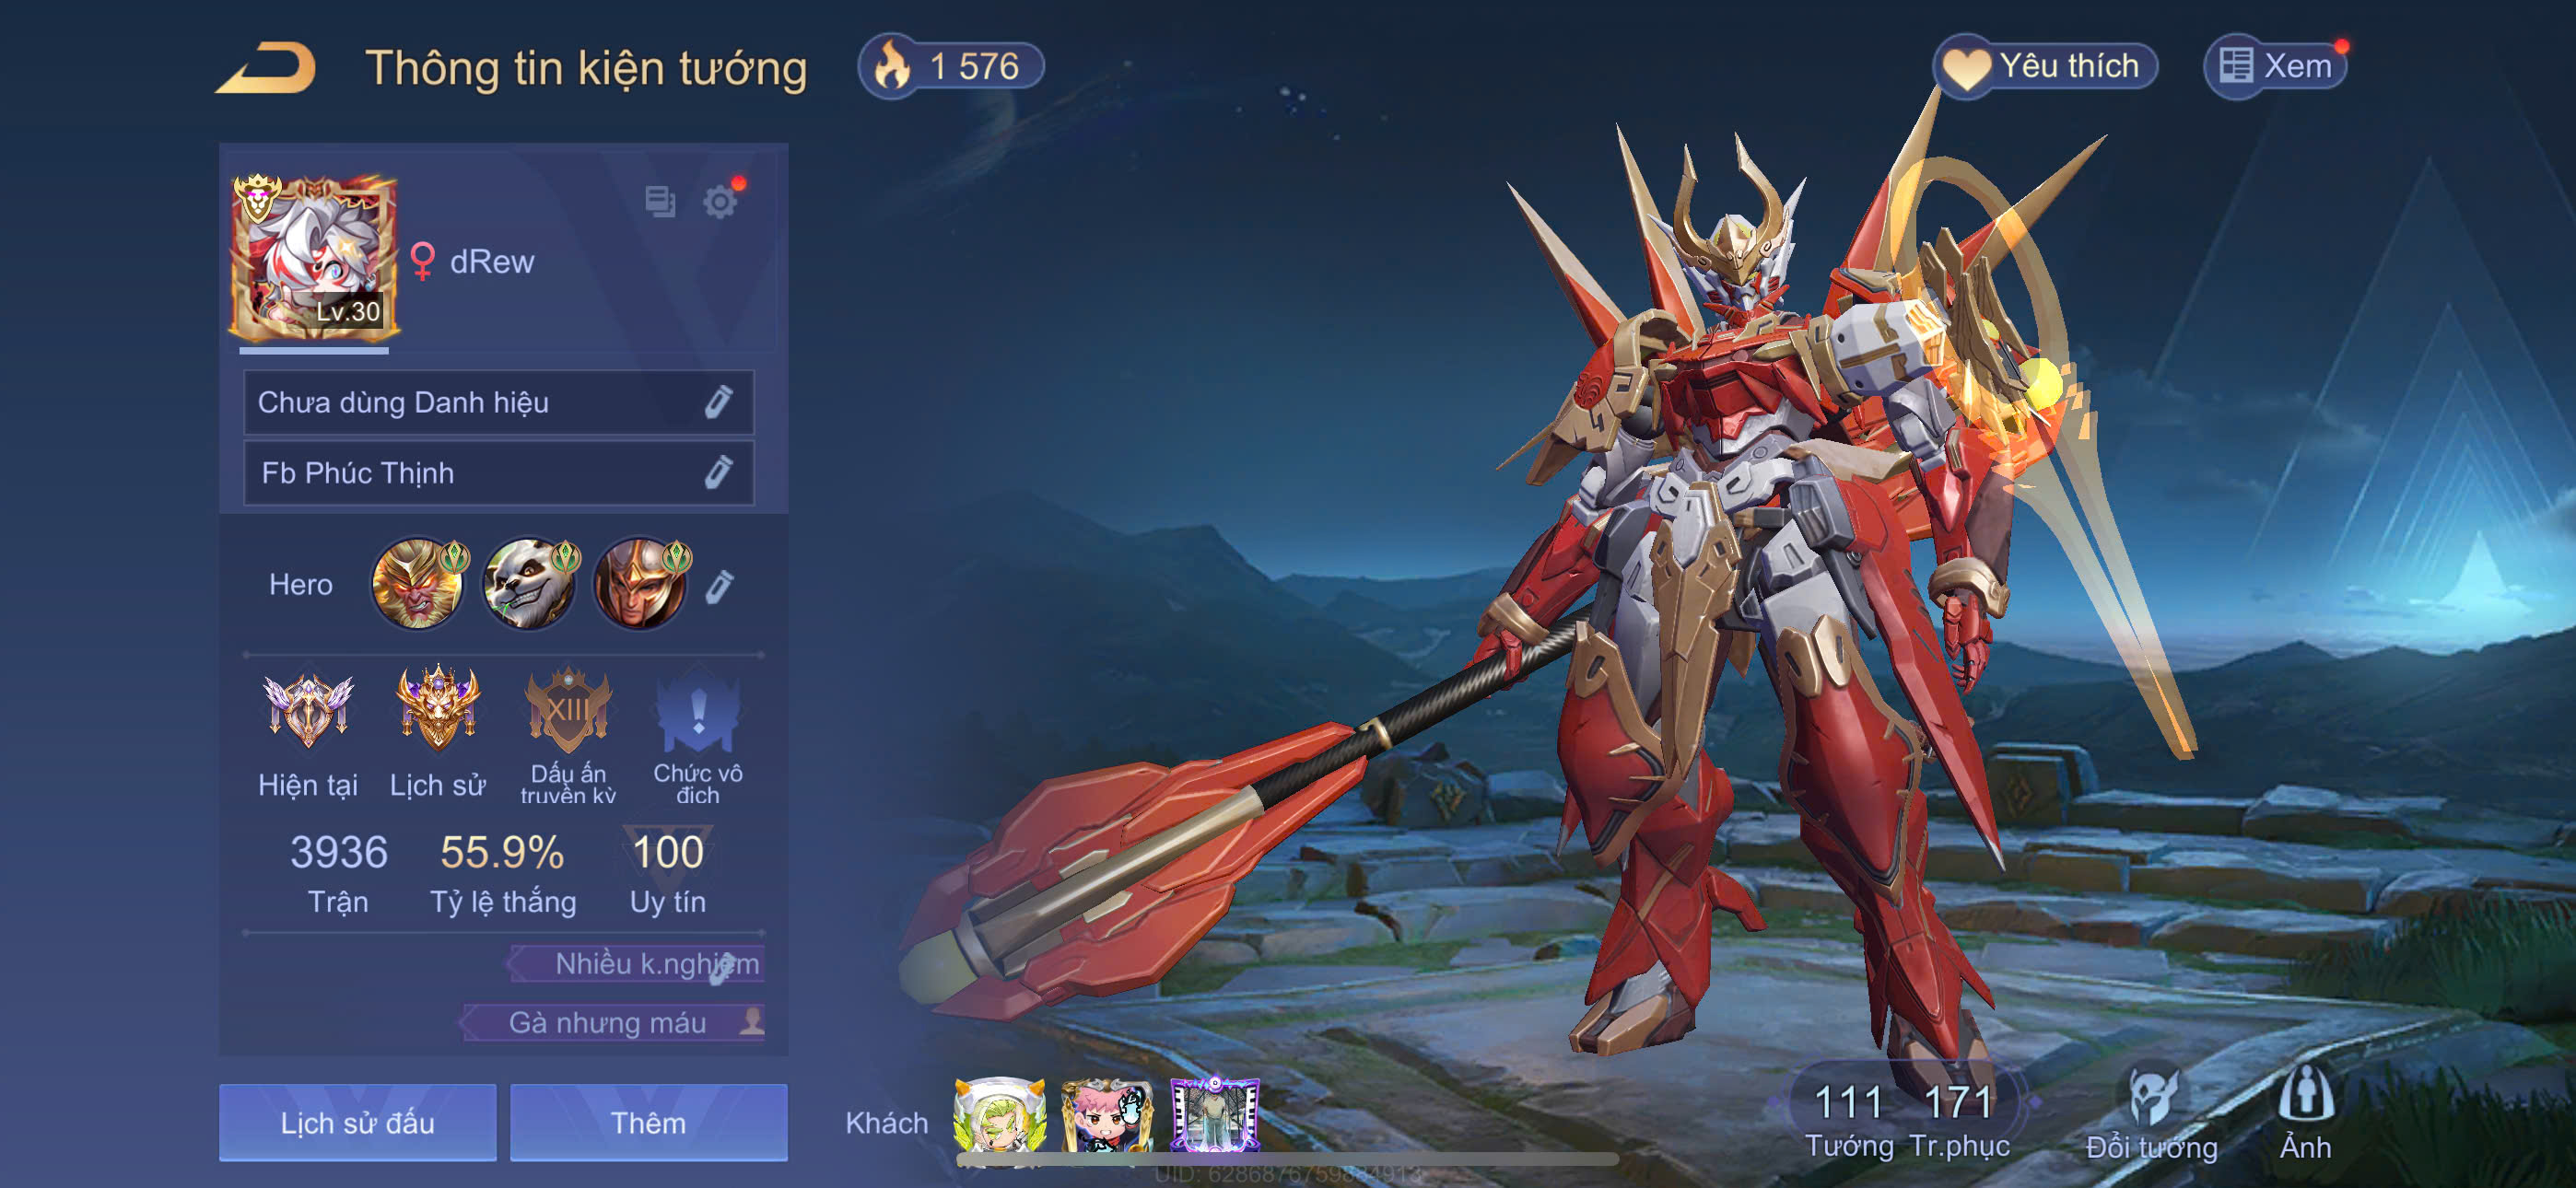 Thông tin kiện tướng
1 576
Yêu thích
Xem
Lv.30
dRew
Chưa dùng Danh hiệu
Fb Phúc Thịnh
Hero
XIII
Hiện tại
Lịch sử
Dấu ấn
truyền kỳ
Chức vô
địch
3936
55.9%
100
Trận
Tỷ lệ thắng
Uy tín
Nhiều k.nghiệm
Gà nhưng máu
Lịch sử đấu
Thêm
Khách
111
171
Tướng
Tr.phục
Đổi tướng
Ảnh
UID: